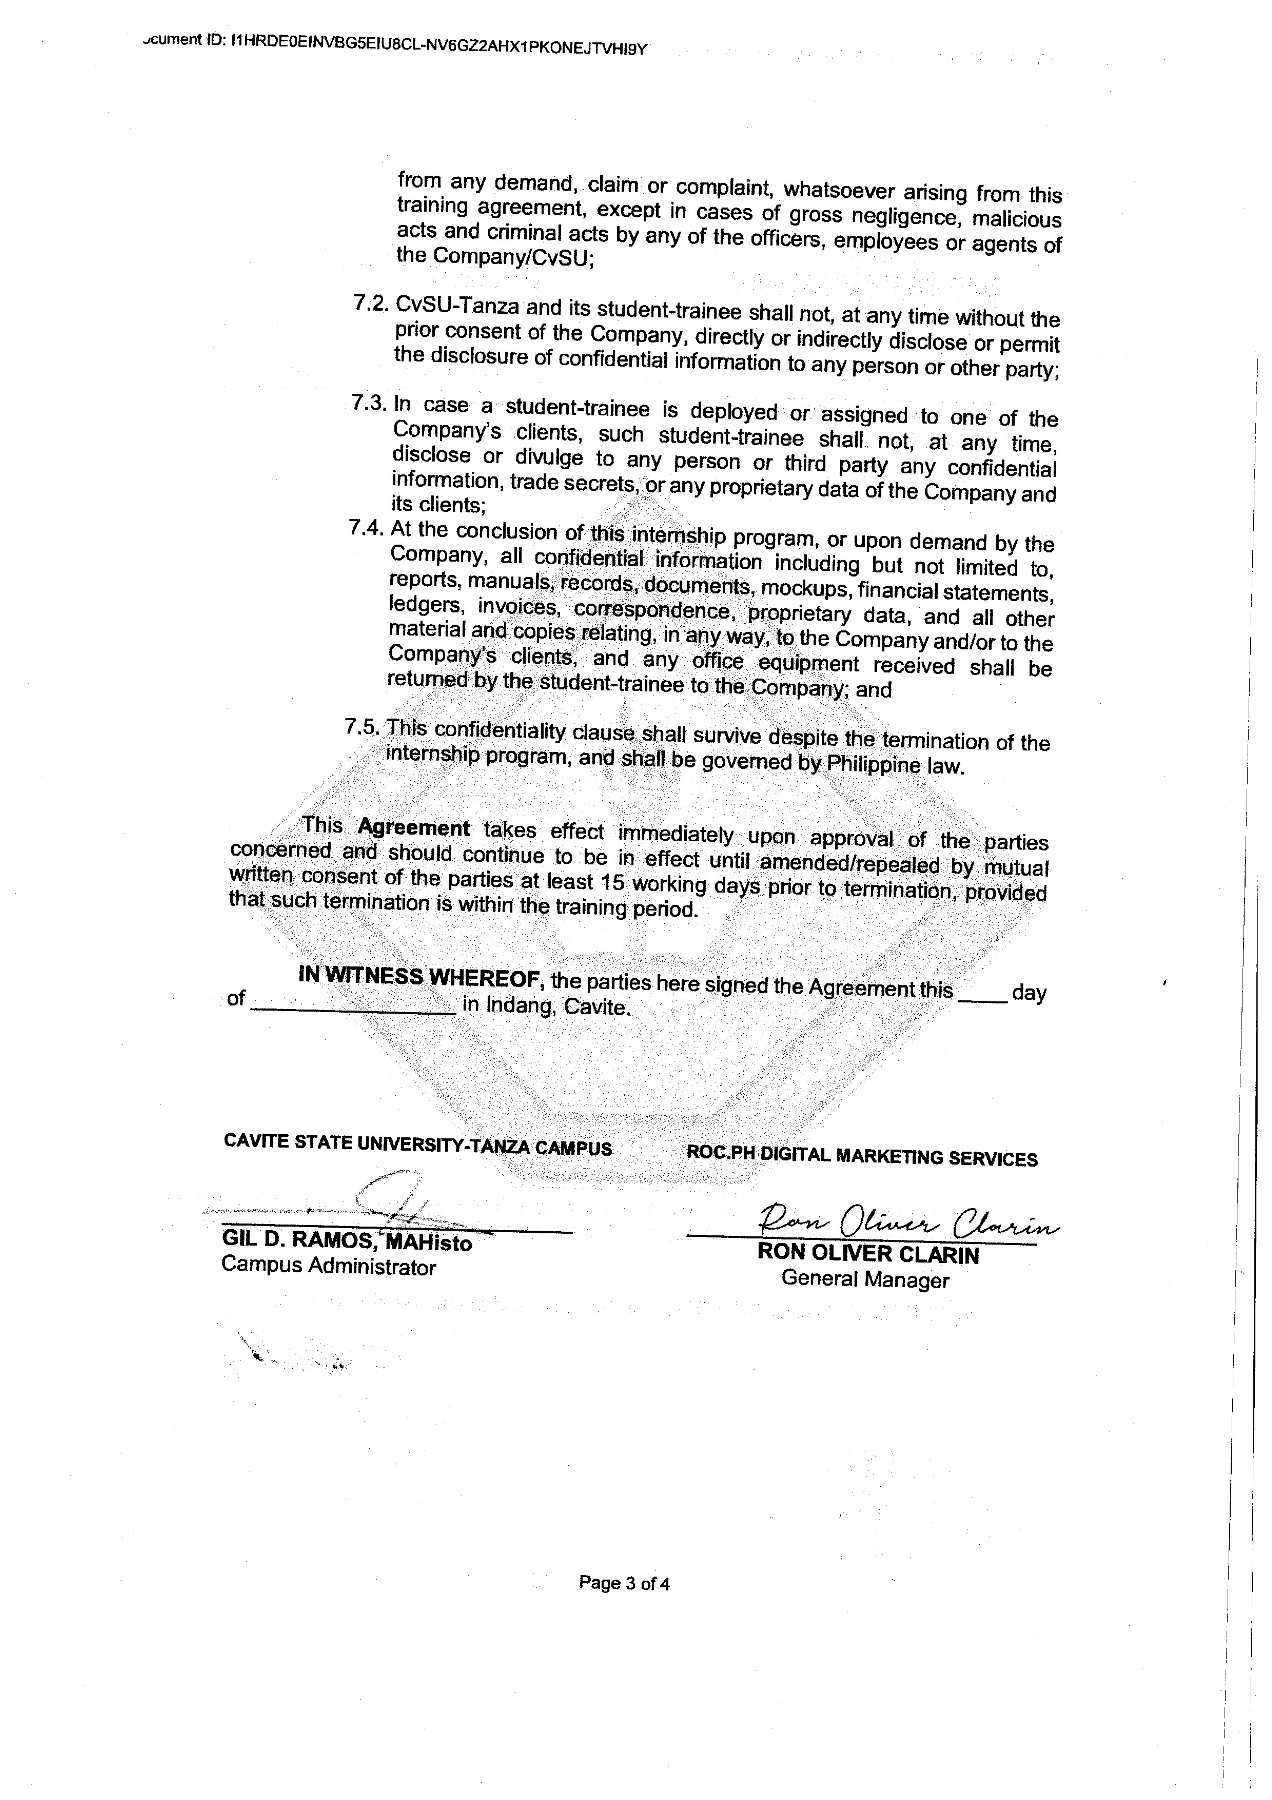 ocument ID: I1HRDE0EINVBG5EIU8CL-NV6GZ2AHX1PKONEJTVHI9Y
from any demand, claim or complaint, whatsoever arising from this
training agreement, except in cases of gross negligence, malicious
acts and criminal acts by any of the officers, employees or agents of
the Company/CvSU;
7.2. CvSU-Tanza and its student-trainee shall not, at any time without the
prior consent of the Company, directly or indirectly disclose or permit
the disclosure of confidential information to any person or other party;
7.3. In case a student-trainee is deployed or assigned to one of the
Company's clients, such student-trainee shall not, at any time,
disclose or divulge to any person or third party any confidential
information, trade secrets, or any proprietary data of the Company and
its clients;
7.4. At the conclusion of this internship program, or upon demand by the
Company, all confidential information including but not limited to,
reports, manuals, records, documents, mockups, financial statements,
ledgers, invoices, correspondence, proprietary data, and all other
material and copies relating, in any way, to the Company and/or to the
Company's clients, and any office equipment received shall be
returned by the student-trainee to the Company; and
7.5. This confidentiality clause shall survive despite the termination of the
internship program, and shall be governed by Philippine law.
This Agreement takes effect immediately upon approval of the parties
concerned and should continue to be in effect until amended/repealed by mutual
written consent of the parties at least 15 working days prior to termination, provided
that such termination is within the training period.
IN WITNESS WHEREOF, the parties here signed the Agreement this ____ day
of ________________ in Indang, Cavite.
CAVITE STATE UNIVERSITY-TANZA CAMPUS
ROC.PH DIGITAL MARKETING SERVICES
Ron Oliver Clarin
GIL D. RAMOS, MAHisto
RON OLIVER CLARIN
Campus Administrator
General Manager
Page 3 of 4